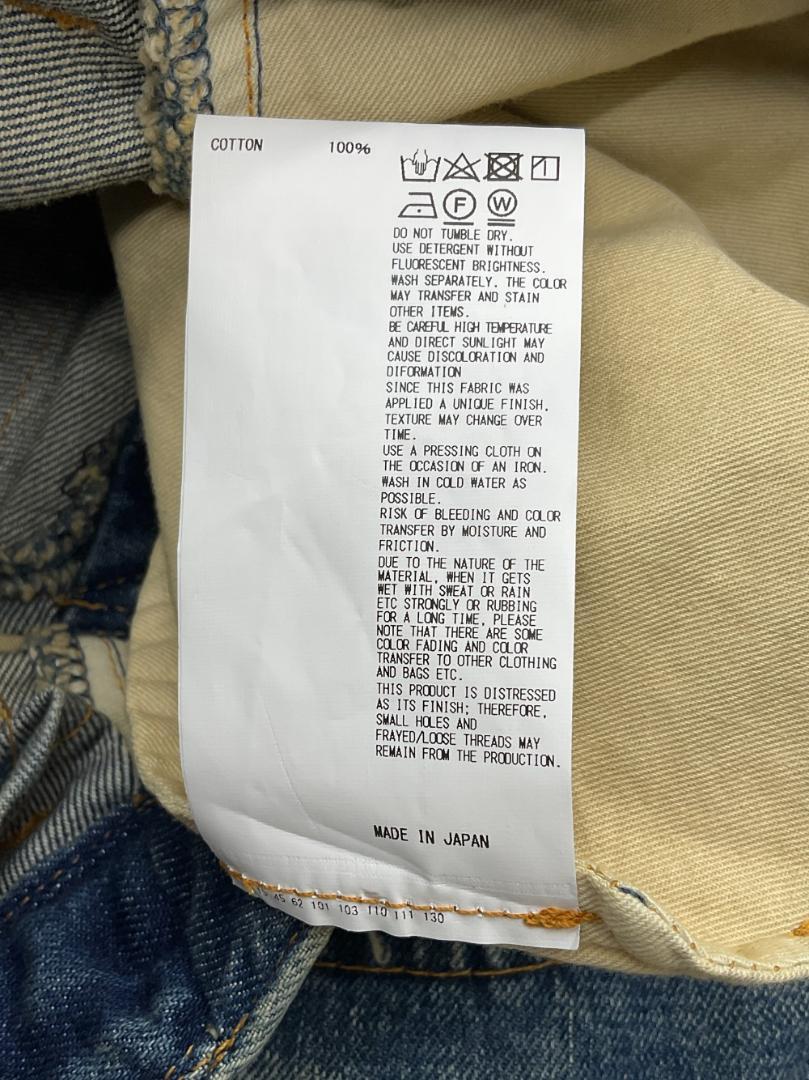 COTTON 100%
F W
DO NOT TUMBLE DRY.
USE DETERGENT WITHOUT
FLUORESCENT BRIGHTNESS.
WASH SEPARATELY. THE COLOR
MAY TRANSFER AND STAIN
OTHER ITEMS.
BE CAREFUL HIGH TEMPERATURE
AND DIRECT SUNLIGHT MAY
CAUSE DISCOLORATION AND
DIFORMATION
SINCE THIS FABRIC WAS
APPLIED A UNIQUE FINISH,
TEXTURE MAY CHANGE OVER
TIME.
USE A PRESSING CLOTH ON
THE OCCASION OF AN IRON.
WASH IN COLD WATER AS
POSSIBLE.
RISK OF BLEEDING AND COLOR
TRANSFER BY MOISTURE AND
FRICTION.
DUE TO THE NATURE OF THE
MATERIAL, WHEN IT GETS
WET WITH SWEAT OR RAIN
ETC STRONGLY OR RUBBING
FOR A LONG TIME, PLEASE
NOTE THAT THERE ARE SOME
COLOR FADING AND COLOR
TRANSFER TO OTHER CLOTHING
AND BAGS ETC.
THIS PRODUCT IS DISTRESSED
AS ITS FINISH; THEREFORE,
SMALL HOLES AND
FRAYED/LOOSE THREADS MAY
REMAIN FROM THE PRODUCTION.
MADE IN JAPAN
45 62 101 103 110 111 130